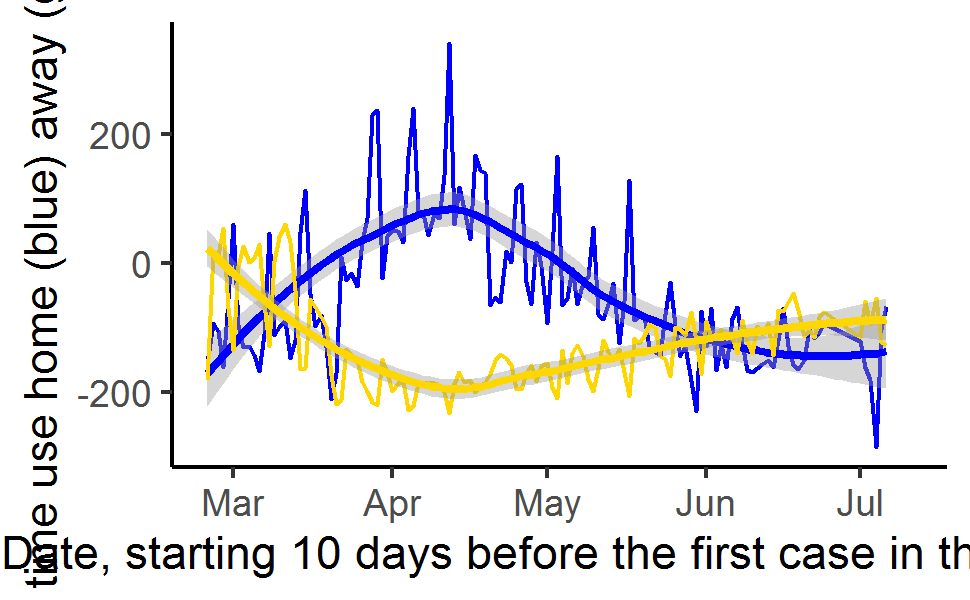 time use home (blue) away (
200
0
-200
Mar Apr May Jun Jul
Date, starting 10 days before the first case in